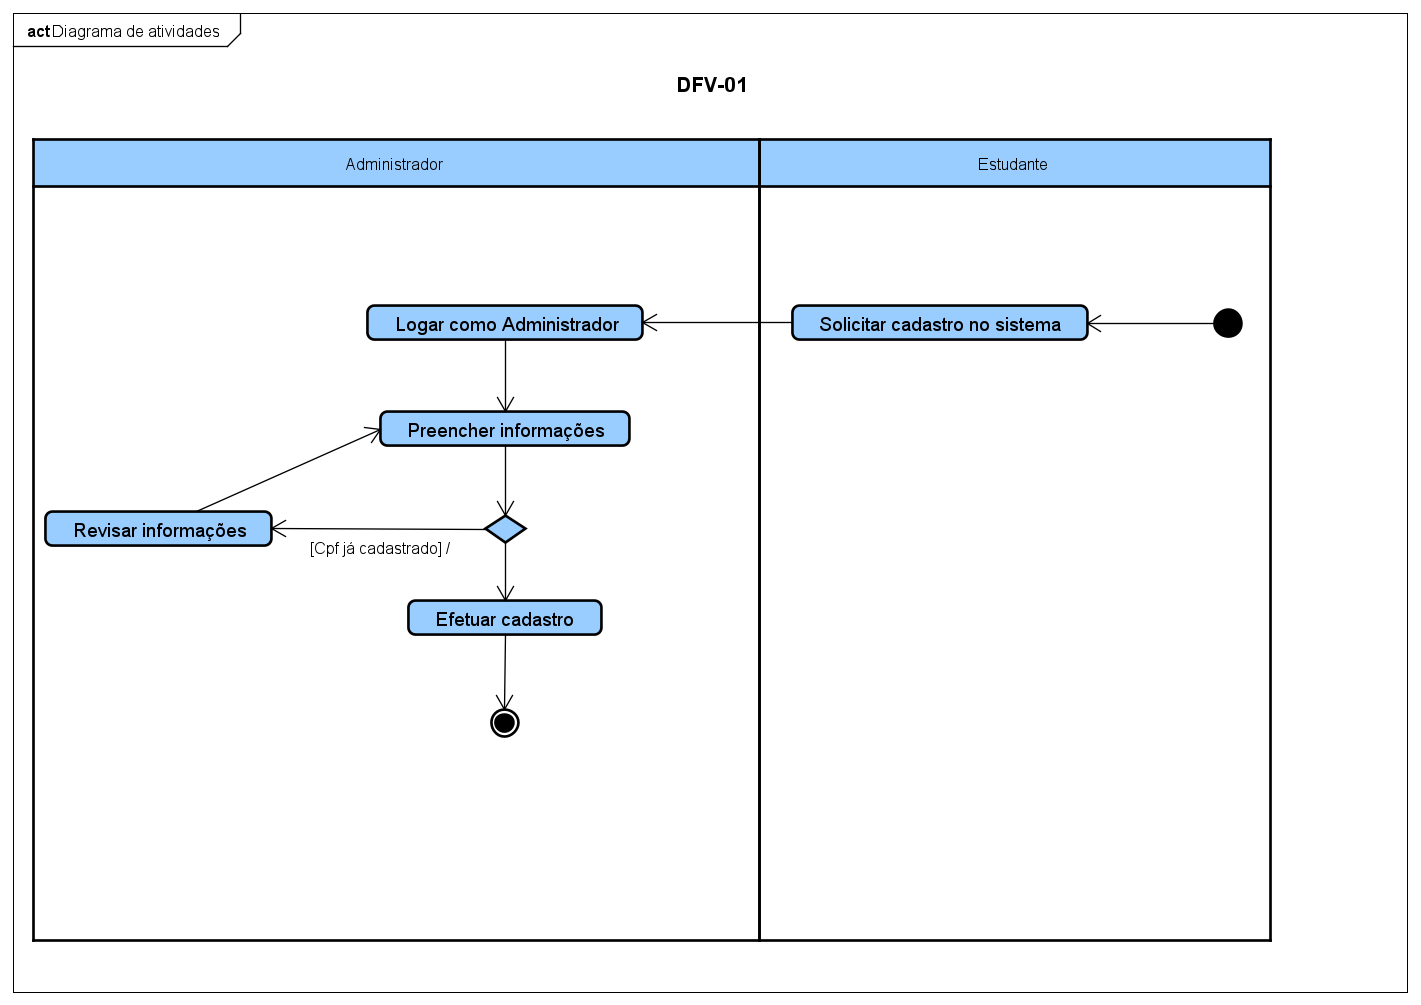 act Diagrama de atividades
DFV-01
Administrador
Estudante
Logar como Administrador
Solicitar cadastro no sistema
Preencher informações
Revisar informações
[Cpf já cadastrado] /
Efetuar cadastro